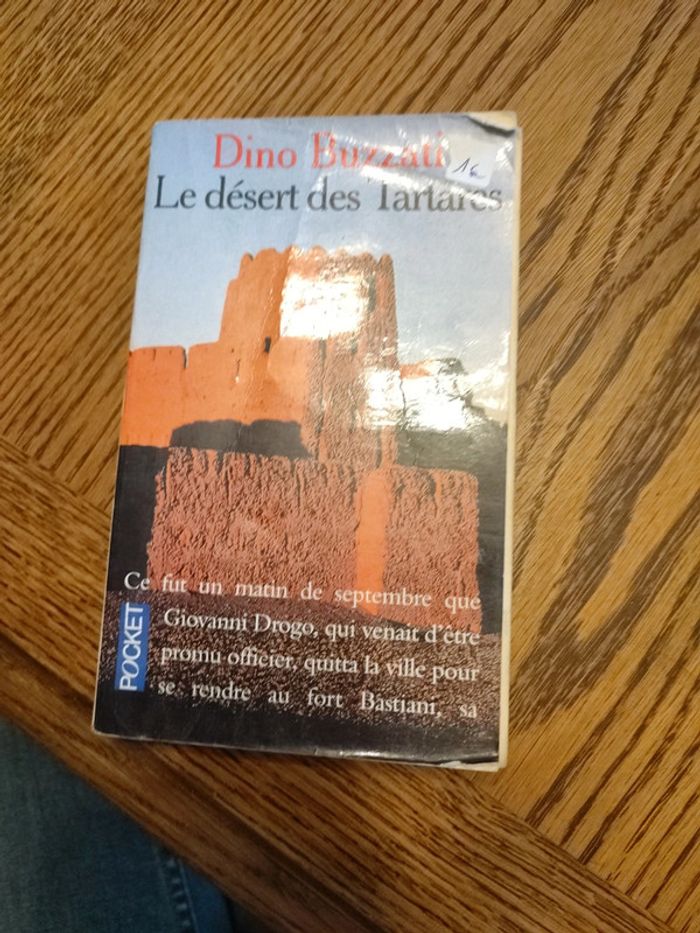 Dino Buzzati
1€
Le désert des Tartares
Ce fut un matin de septembre que
Giovanni Drogo, qui venait d'être
promu officier, quitta la ville pour
se rendre au fort Bastiani, sa
POCKET